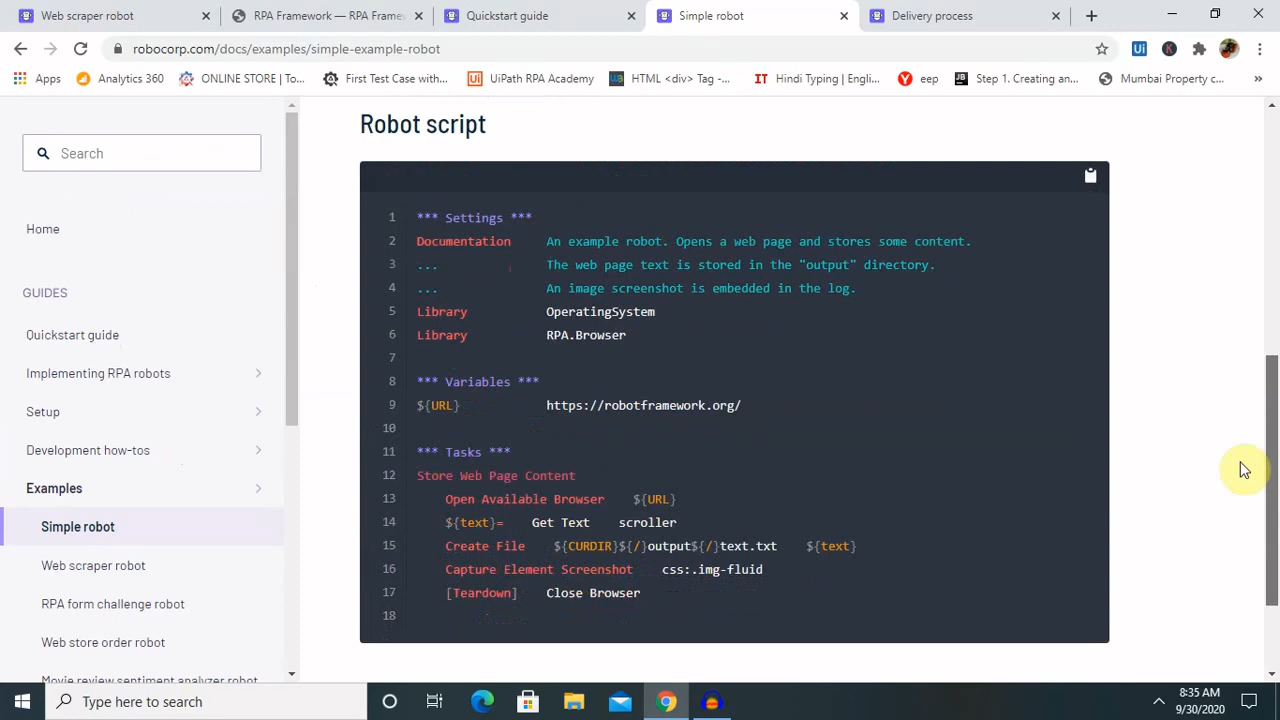 Web scraper robot
RPA Framework — RPA Frame
Quickstart guide
Simple robot
Delivery process
robocorp.com/docs/examples/simple-example-robot
Apps
Analytics 360
ONLINE STORE | To...
First Test Case with...
UiPath RPA Academy
HTML <div> Tag -...
Hindi Typing | Engli...
eep
Step 1. Creating an...
Mumbai Property c...
»
Search
Home
GUIDES
Quickstart guide
Implementing RPA robots
Setup
Development how-tos
Examples
Simple robot
Web scraper robot
RPA form challenge robot
Web store order robot
Movie review sentiment analyzer robot
Robot script
1 *** Settings ***
2 Documentation An example robot. Opens a web page and stores some content.
3 ... The web page text is stored in the "output" directory.
4 ... An image screenshot is embedded in the log.
5 Library OperatingSystem
6 Library RPA.Browser
7
8 *** Variables ***
9 ${URL} https://robotframework.org/
10
11 *** Tasks ***
12 Store Web Page Content
13 Open Available Browser ${URL}
14 ${text}= Get Text scroller
15 Create File ${CURDIR}${/}output${/}text.txt ${text}
16 Capture Element Screenshot css:.img-fluid
17 [Teardown] Close Browser
18
Type here to search
8:35 AM
9/30/2020